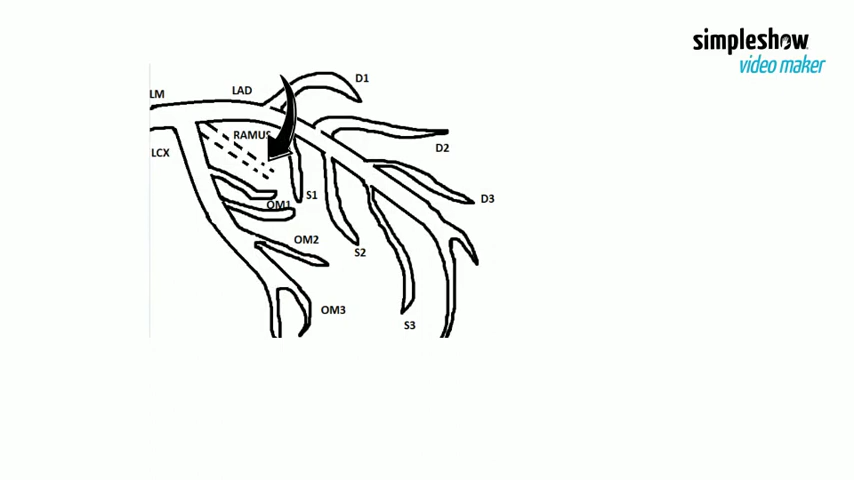 simpleshow
video maker
D1
LAD
LM
RAMUS
D2
LCX
S1
D3
OM1
OM2
S2
OM3
S3